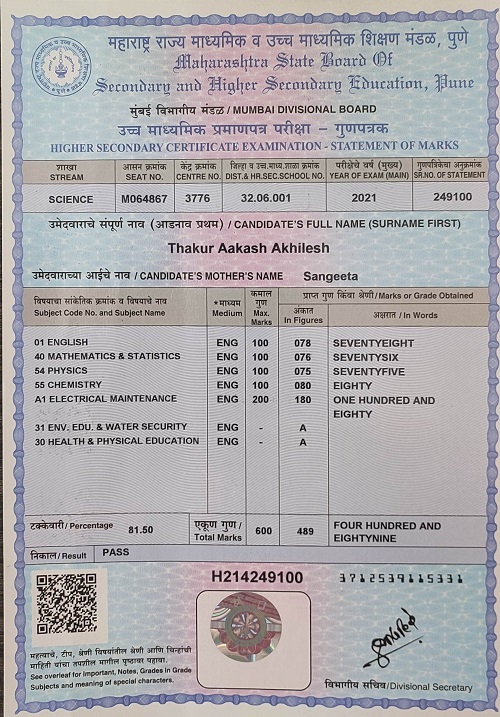 महाराष्ट्र राज्य माध्यमिक व उच्च माध्यमिक शिक्षण मंडळ, पुणे
Maharashtra State Board Of
Secondary and Higher Secondary Education, Pune
मुंबई विभागीय मंडळ / MUMBAI DIVISIONAL BOARD
उच्च माध्यमिक प्रमाणपत्र परीक्षा – गुणपत्रक
HIGHER SECONDARY CERTIFICATE EXAMINATION - STATEMENT OF MARKS
शाखा आसन क्रमांक केंद्र क्रमांक जिल्हा व उच्च.माध्य.शाळा क्रमांक परीक्षेचे वर्ष (मुख्य) गुणपत्रिकेचा अनुक्रमांक
STREAM SEAT NO. CENTRE NO. DIST.& HR.SEC.SCHOOL NO. YEAR OF EXAM (MAIN) SR.NO. OF STATEMENT
SCIENCE M064867 3776 32.06.001 2021 249100
उमेदवाराचे संपूर्ण नाव (आडनाव प्रथम) / CANDIDATE'S FULL NAME (SURNAME FIRST)
Thakur Aakash Akhilesh
उमेदवाराच्या आईचे नाव / CANDIDATE'S MOTHER'S NAME Sangeeta
विषयाचा सांकेतिक क्रमांक व विषयाचे नाव
Subject Code No. and Subject Name
*माध्यम
Medium
कमाल
गुण
Max.
Marks
प्राप्त गुण किंवा श्रेणी / Marks or Grade Obtained
अंकात
In Figures
अक्षरात / In Words
01 ENGLISH ENG 100 078 SEVENTYEIGHT
40 MATHEMATICS & STATISTICS ENG 100 076 SEVENTYSIX
54 PHYSICS ENG 100 075 SEVENTYFIVE
55 CHEMISTRY ENG 100 080 EIGHTY
A1 ELECTRICAL MAINTENANCE ENG 200 180 ONE HUNDRED AND
EIGHTY
31 ENV. EDU. & WATER SECURITY ENG - A
30 HEALTH & PHYSICAL EDUCATION ENG - A
टक्केवारी / Percentage 81.50
एकूण गुण /
Total Marks
600 489
FOUR HUNDRED AND
EIGHTYNINE
निकाल / Result PASS
H214249100
3712539115331
महत्वाचे, टीप, श्रेणी विषयांतील श्रेणी आणि चिन्हांची
माहिती यांचा तपशील मागील पृष्ठावर पहावा.
See overleaf for Important, Notes, Grades in Grade
Subjects and meaning of special characters.
विभागीय सचिव / Divisional Secretary